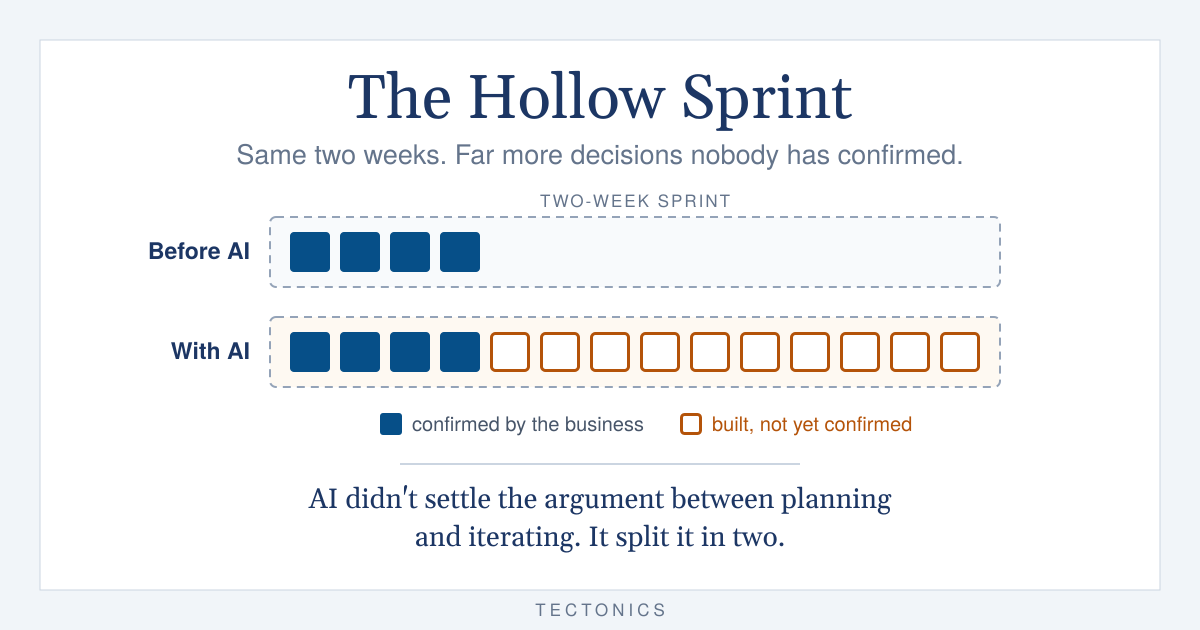 The Hollow Sprint
Same two weeks. Far more decisions nobody has confirmed.
TWO-WEEK SPRINT
Before AI
With AI
confirmed by the business
built, not yet confirmed
AI didn't settle the argument between planning
and iterating. It split it in two.
TECTONICS